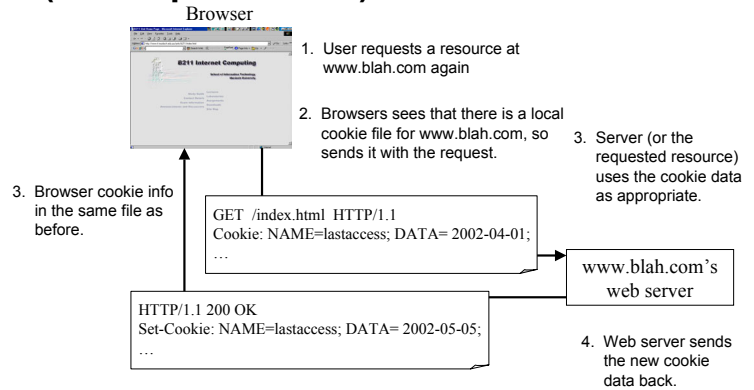 Browser
B211 Internet Computing
1. User requests a resource at
www.blah.com again
2. Browsers sees that there is a local
cookie file for www.blah.com, so
sends it with the request.
3. Server (or the
requested resource)
uses the cookie data
as appropriate.
3. Browser cookie info
in the same file as
before.
GET /index.html HTTP/1.1
Cookie: NAME=lastaccess; DATA= 2002-04-01;
…
www.blah.com's
web server
HTTP/1.1 200 OK
Set-Cookie: NAME=lastaccess; DATA= 2002-05-05;
…
4. Web server sends
the new cookie
data back.